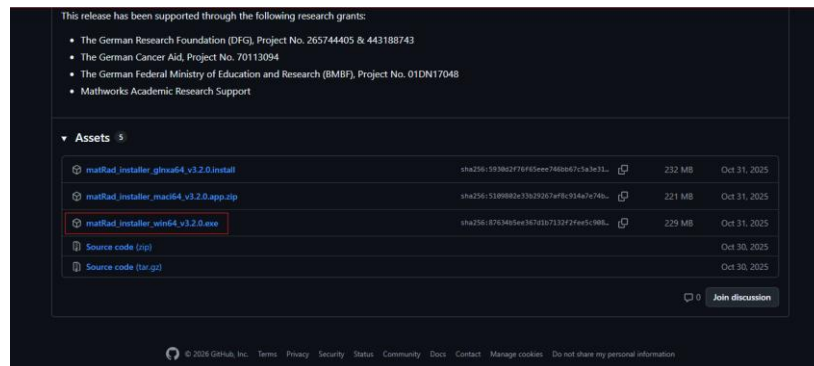 This release has been supported through the following research grants:
• The German Research Foundation (DFG), Project No. 265744405 & 443188743
• The German Cancer Aid, Project No. 70113094
• The German Federal Ministry of Education and Research (BMBF), Project No. 01DN17048
• Mathworks Academic Research Support
Assets 5
matRad_installer_glnxa64_v3.2.0.install 232 MB Oct 31, 2025
matRad_installer_maci64_v3.2.0.app.zip 221 MB Oct 31, 2025
matRad_installer_win64_v3.2.0.exe 229 MB Oct 31, 2025
Source code (zip) Oct 30, 2025
Source code (tar.gz) Oct 30, 2025
0 Join discussion
© 2026 GitHub, Inc. Terms Privacy Security Status Community Docs Contact Manage cookies Do not share my personal information